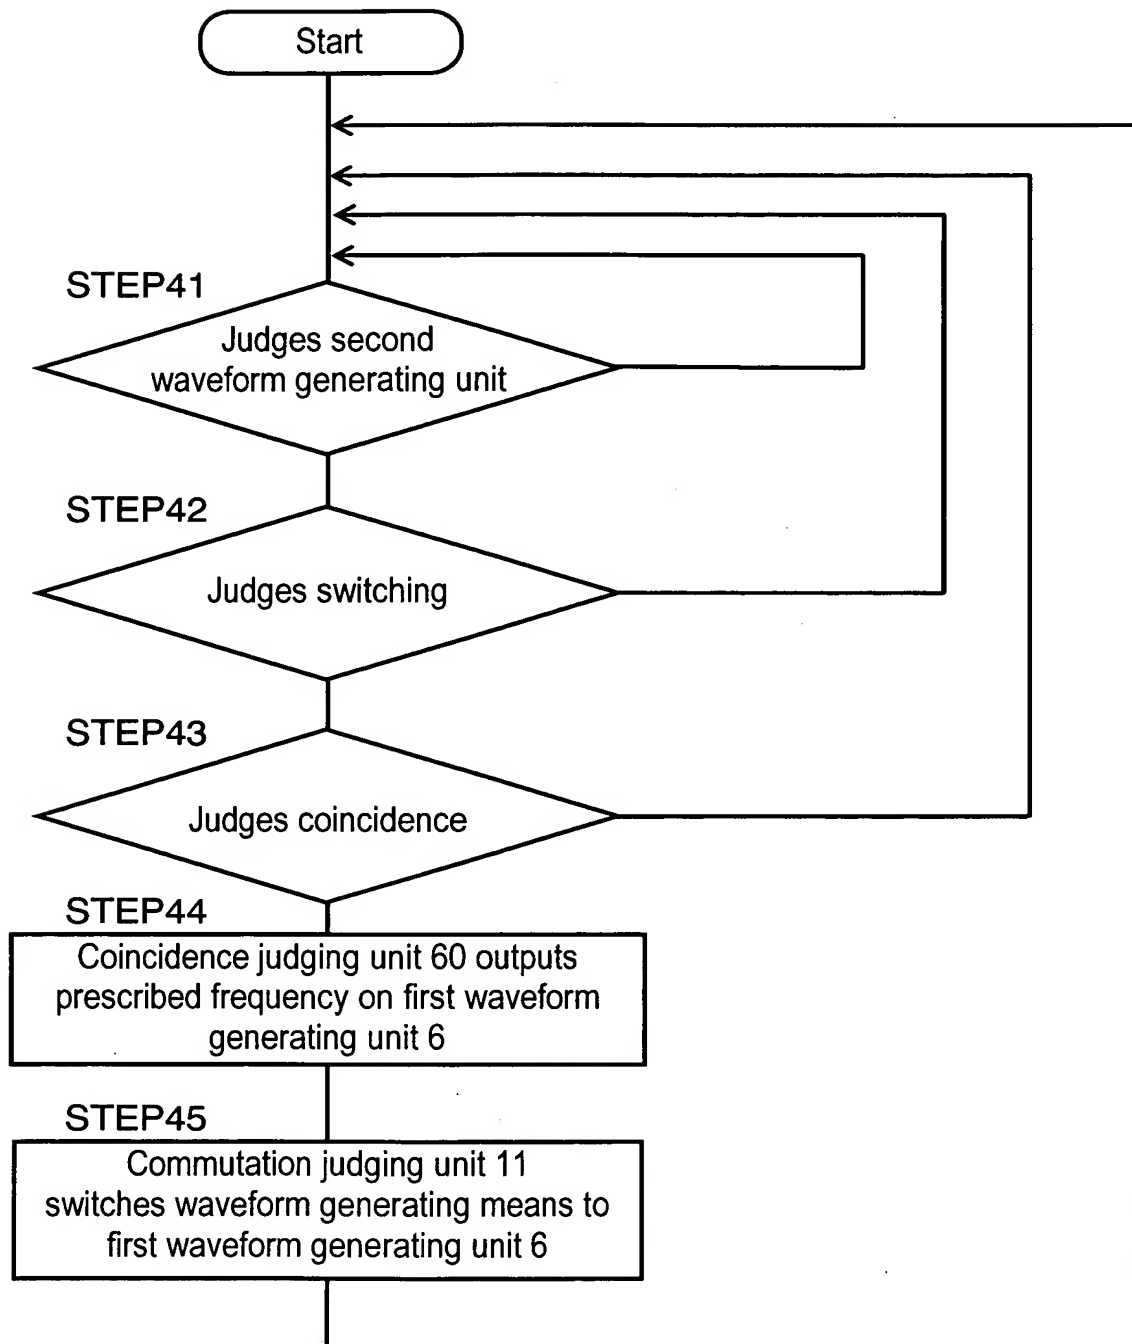 Start
STEP41
Judges second
waveform generating unit
STEP42
Judges switching
STEP43
Judges coincidence
STEP44
Coincidence judging unit 60 outputs
prescribed frequency on first waveform
generating unit 6
STEP45
Commutation judging unit 11
switches waveform generating means to
first waveform generating unit 6